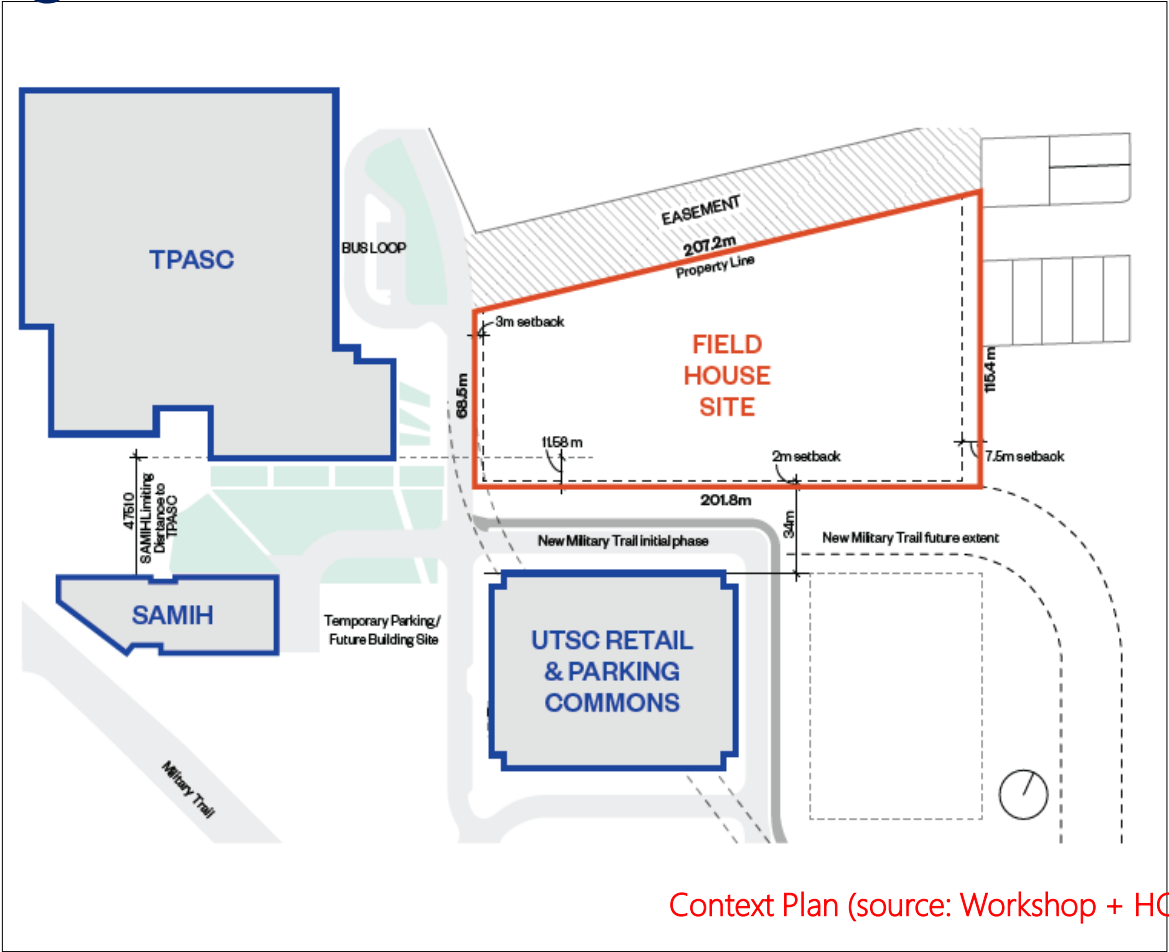 TPASC
BUS LOOP
EASEMENT
207.2m
Property Line
3m setback
FIELD
HOUSE
SITE
68.5m
115.4m
11.58 m
2m setback
7.5m setback
201.8m
47510
SAMIH Limiting
Disrtance to
TPASC
34m
New Military Trail initial phase
New Military Trail future extent
SAMIH
Temporary Parking/
Future Building Site
UTSC RETAIL
& PARKING
COMMONS
Military Trail
Context Plan (source: Workshop +